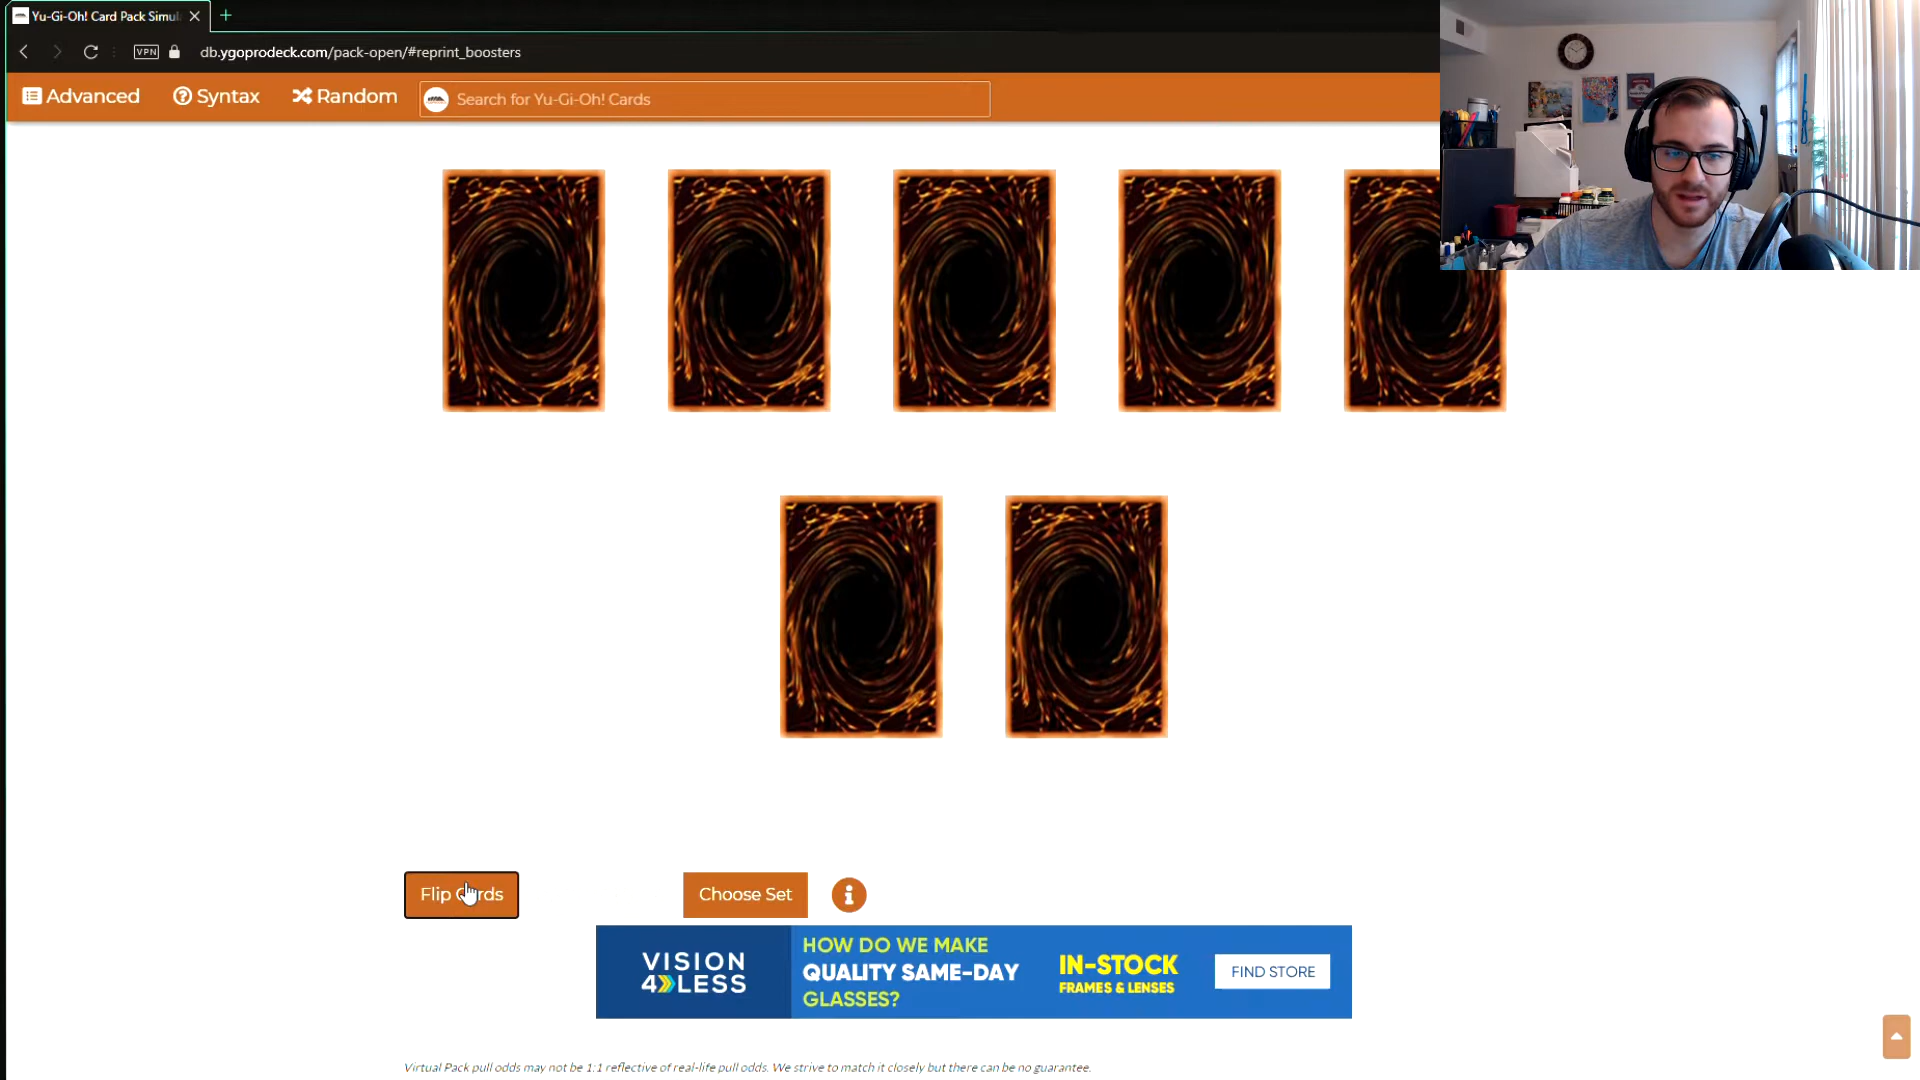 Yu-Gi-Oh! Card Pack Simul
VPN
db.ygoprodeck.com/pack-open/#reprint_boosters
Advanced
Syntax
Random
Search for Yu-Gi-Oh! Cards
Flip Cards
Choose Set
VISION
4 LESS
HOW DO WE MAKE
QUALITY SAME-DAY
GLASSES?
IN-STOCK
FRAMES & LENSES
FIND STORE
Virtual Pack pull odds may not be 1:1 reflective of real-life pull odds. We strive to match it closely but there can be no guarantee.